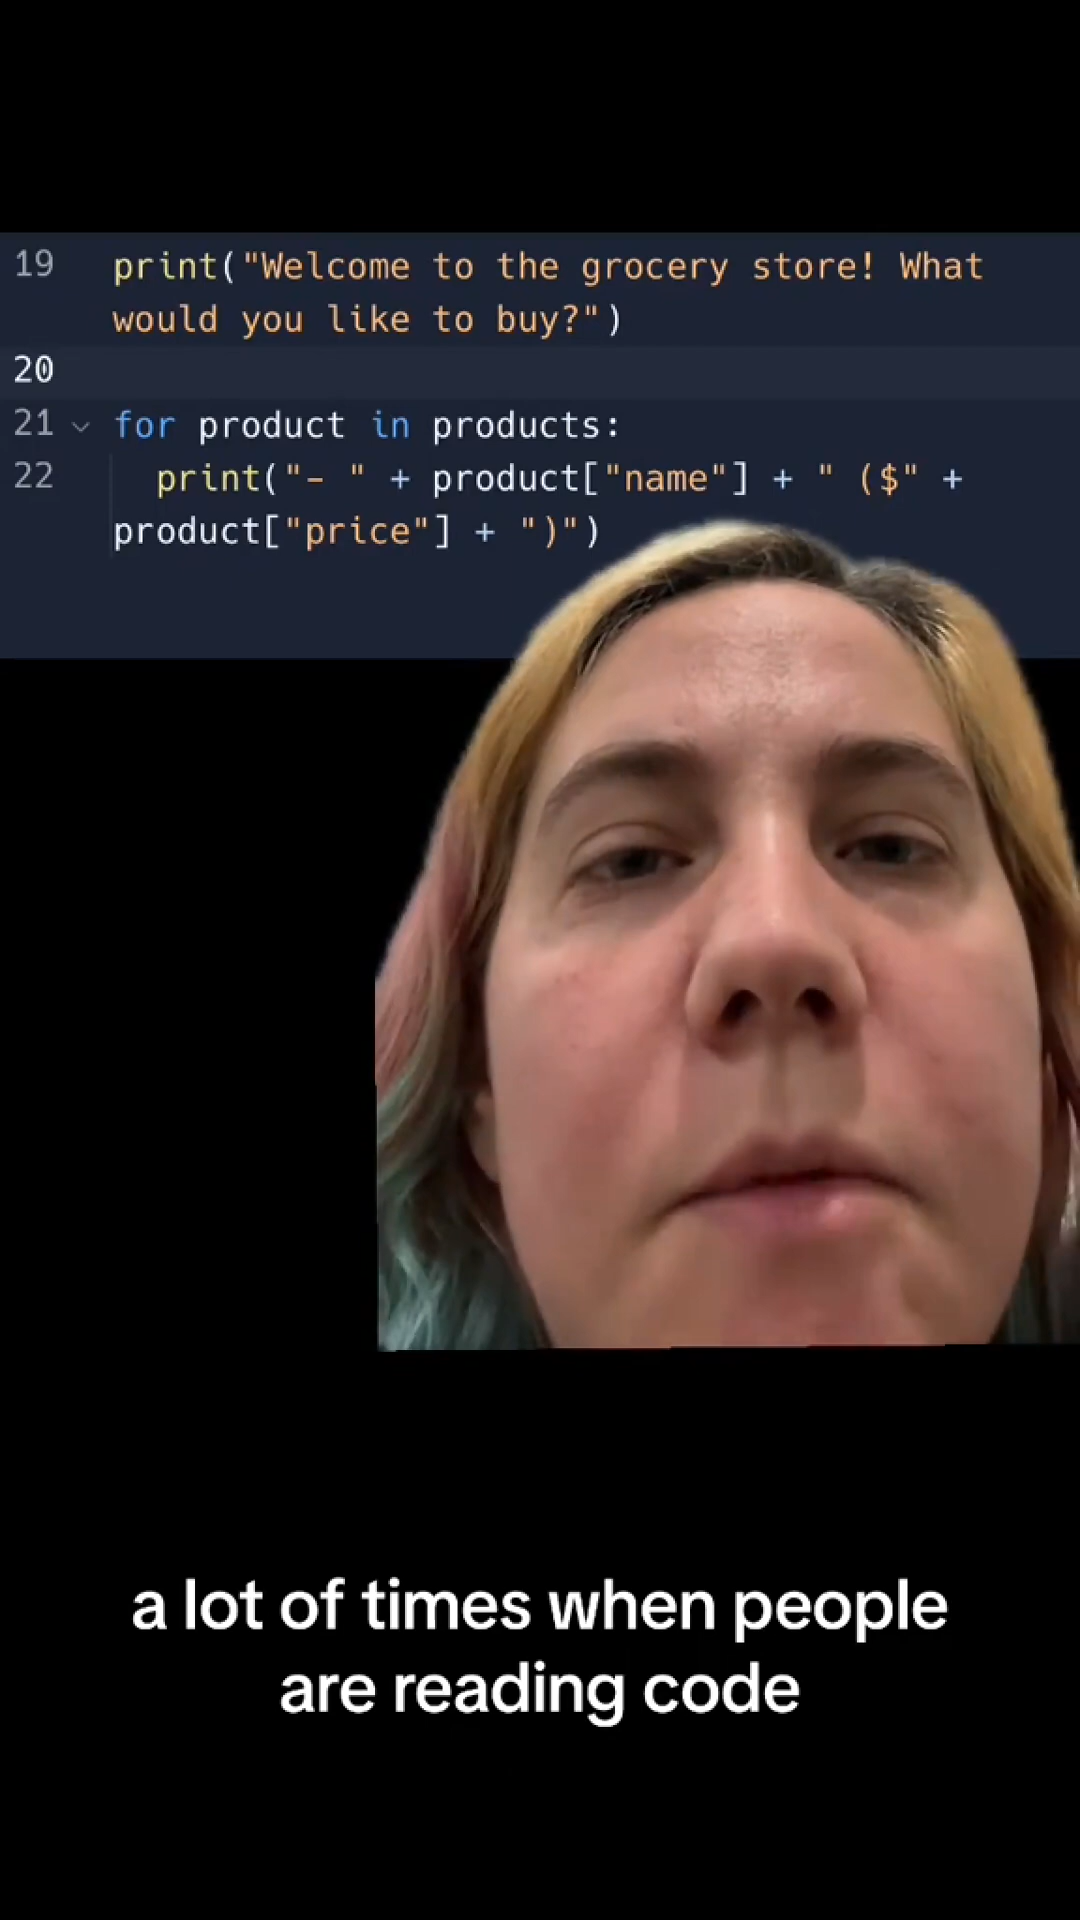 19 print("Welcome to the grocery store! What
would you like to buy?")
20
21 for product in products:
22 print("- " + product["name"] + " ($" +
product["price"] + ")")
a lot of times when people
are reading code